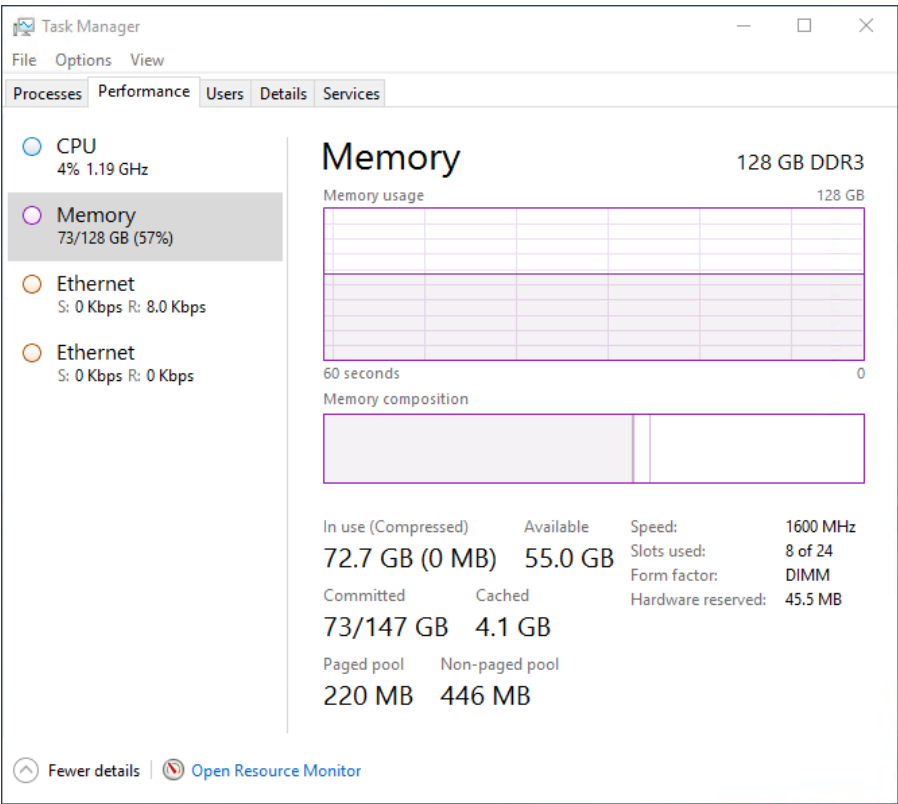 Task Manager
File Options View
Processes Performance Users Details Services
CPU
4% 1.19 GHz
Memory
73/128 GB (57%)
Ethernet
S: 0 Kbps R: 8.0 Kbps
Ethernet
S: 0 Kbps R: 0 Kbps
Memory 128 GB DDR3
Memory usage 128 GB
60 seconds 0
Memory composition
In use (Compressed) Available
72.7 GB (0 MB) 55.0 GB
Committed Cached
73/147 GB 4.1 GB
Paged pool Non-paged pool
220 MB 446 MB
Speed: 1600 MHz
Slots used: 8 of 24
Form factor: DIMM
Hardware reserved: 45.5 MB
Fewer details Open Resource Monitor